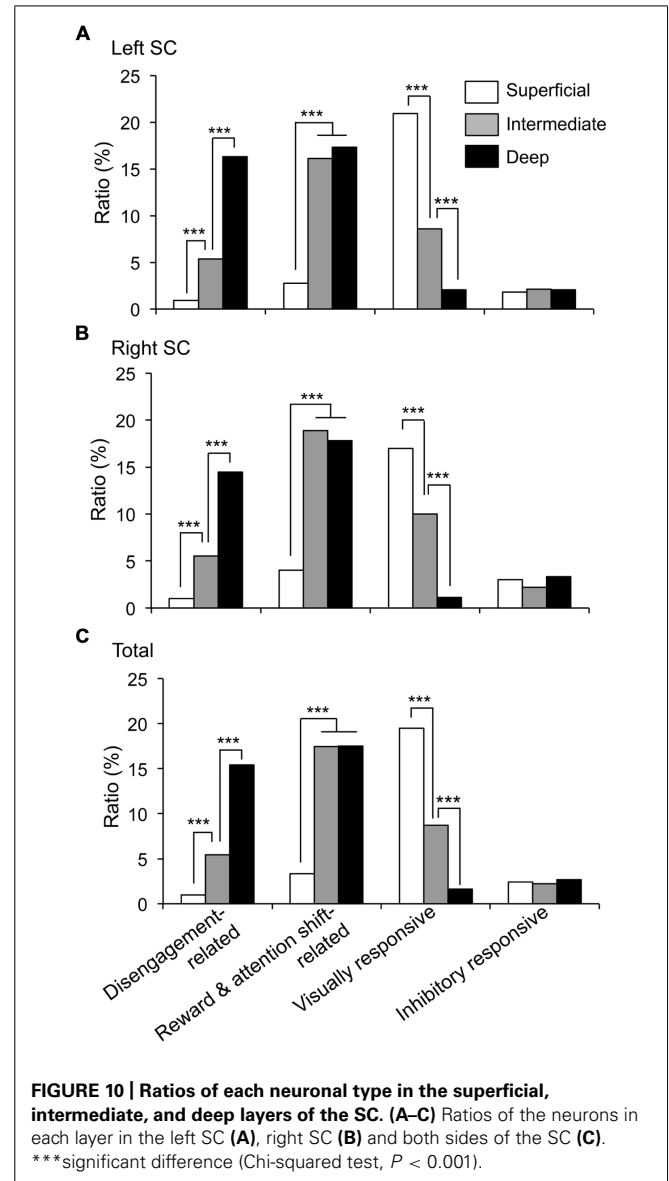 A
Left SC
25
20
15
10
5
0
Ratio (%)
***
***
***
***
***
Superficial
Intermediate
Deep
B
Right SC
25
20
15
10
5
0
Ratio (%)
***
***
***
***
***
C
Total
25
20
15
10
5
0
Ratio (%)
***
***
***
***
***
Disengagement-
related
Reward & attention shift-
related
Visually responsive
Inhibitory responsive
FIGURE 10 | Ratios of each neuronal type in the superficial,
intermediate, and deep layers of the SC. (A–C) Ratios of the neurons in
each layer in the left SC (A), right SC (B) and both sides of the SC (C).
***significant difference (Chi-squared test, P < 0.001).